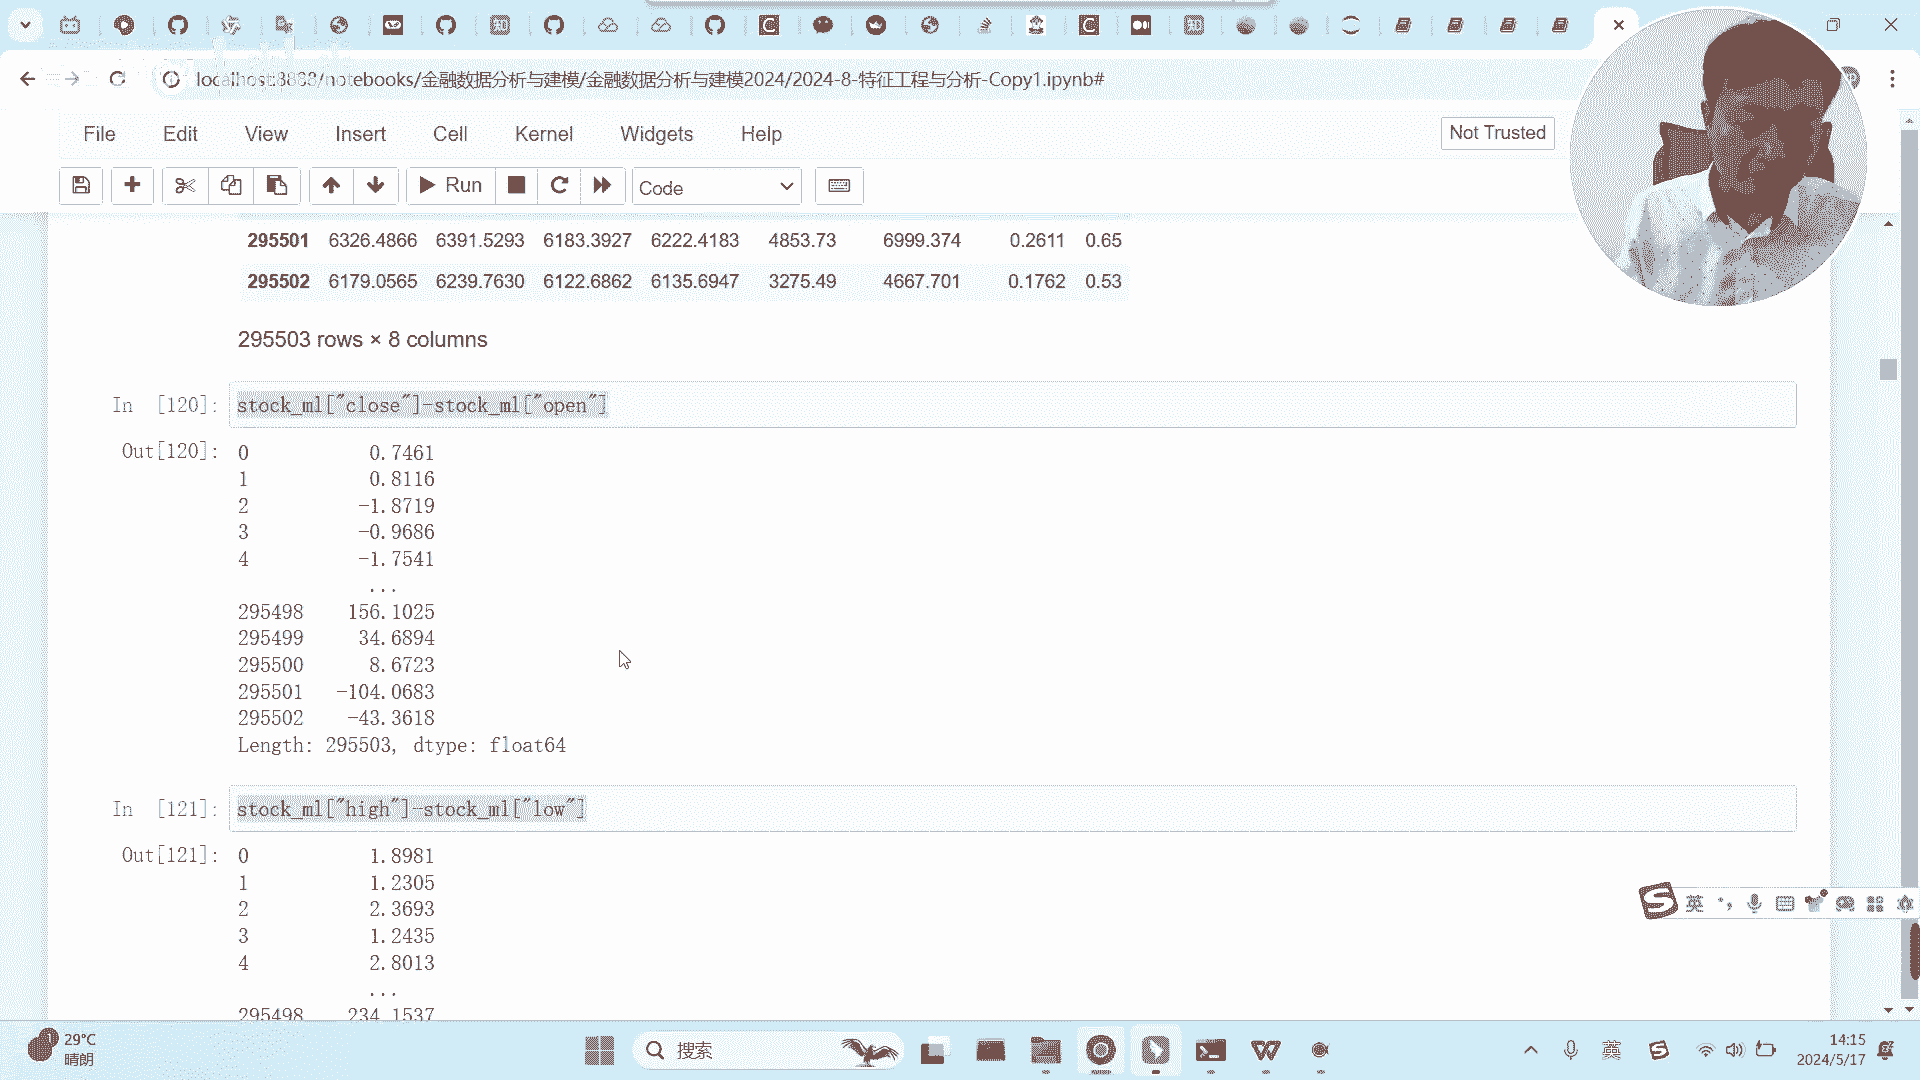 localhost:8888/notebooks/金融数据分析与建模/金融数据分析与建模2024/2024-8-特征工程与分析-Copy1.ipynb#
File Edit View Insert Cell Kernel Widgets Help
Not Trusted
Run
Code
295501 6326.4866 6391.5293 6183.3927 6222.4183 4853.73 6999.374 0.2611 0.65
295502 6179.0565 6239.7630 6122.6862 6135.6947 3275.49 4667.701 0.1762 0.53
295503 rows × 8 columns
In [120]: stock_ml["close"]-stock_ml["open"]
Out[120]: 0 0.7461
1 0.8116
2 -1.8719
3 -0.9686
4 -1.7541
...
295498 156.1025
295499 34.6894
295500 8.6723
295501 -104.0683
295502 -43.3618
Length: 295503, dtype: float64
In [121]: stock_ml["high"]-stock_ml["low"]
Out[121]: 0 1.8981
1 1.2305
2 2.3693
3 1.2435
4 2.8013
...
295498 234.1537
英
29°C
晴朗
搜索
英
14:15
2024/5/17